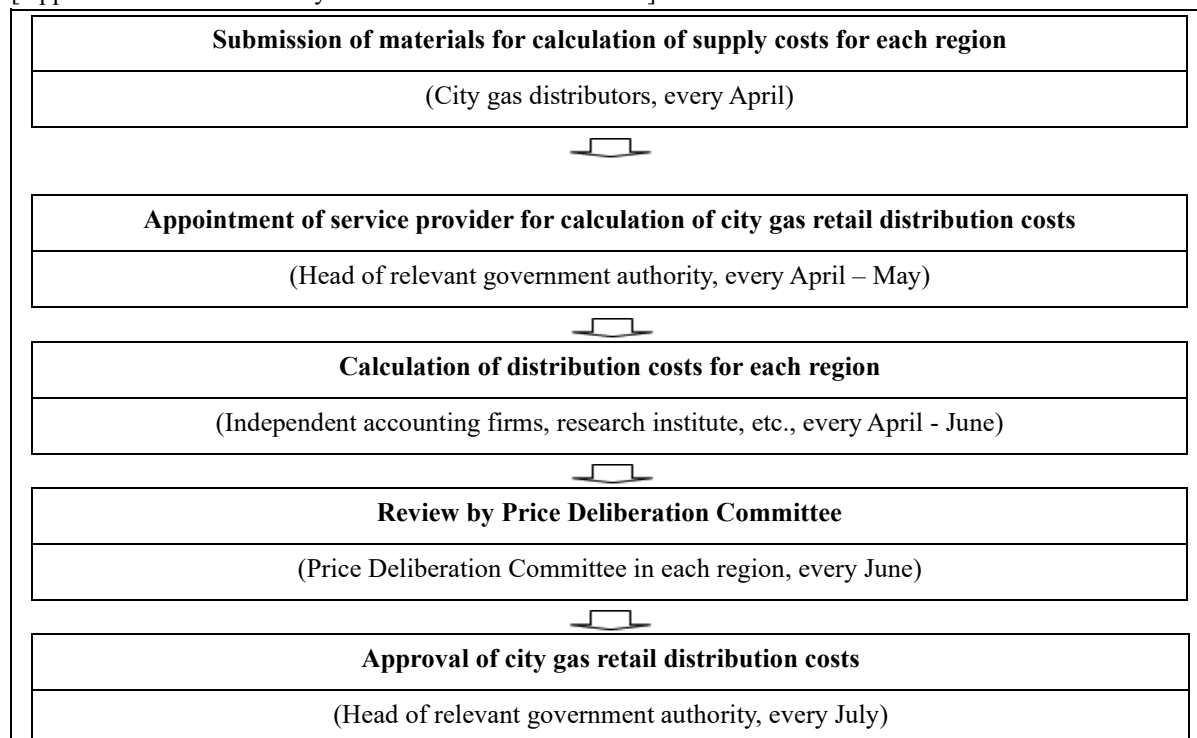 Submission of materials for calculation of supply costs for each region
(City gas distributors, every April)
Appointment of service provider for calculation of city gas retail distribution costs
(Head of relevant government authority, every April – May)
Calculation of distribution costs for each region
(Independent accounting firms, research institute, etc., every April - June)
Review by Price Deliberation Committee
(Price Deliberation Committee in each region, every June)
Approval of city gas retail distribution costs
(Head of relevant government authority, every July)